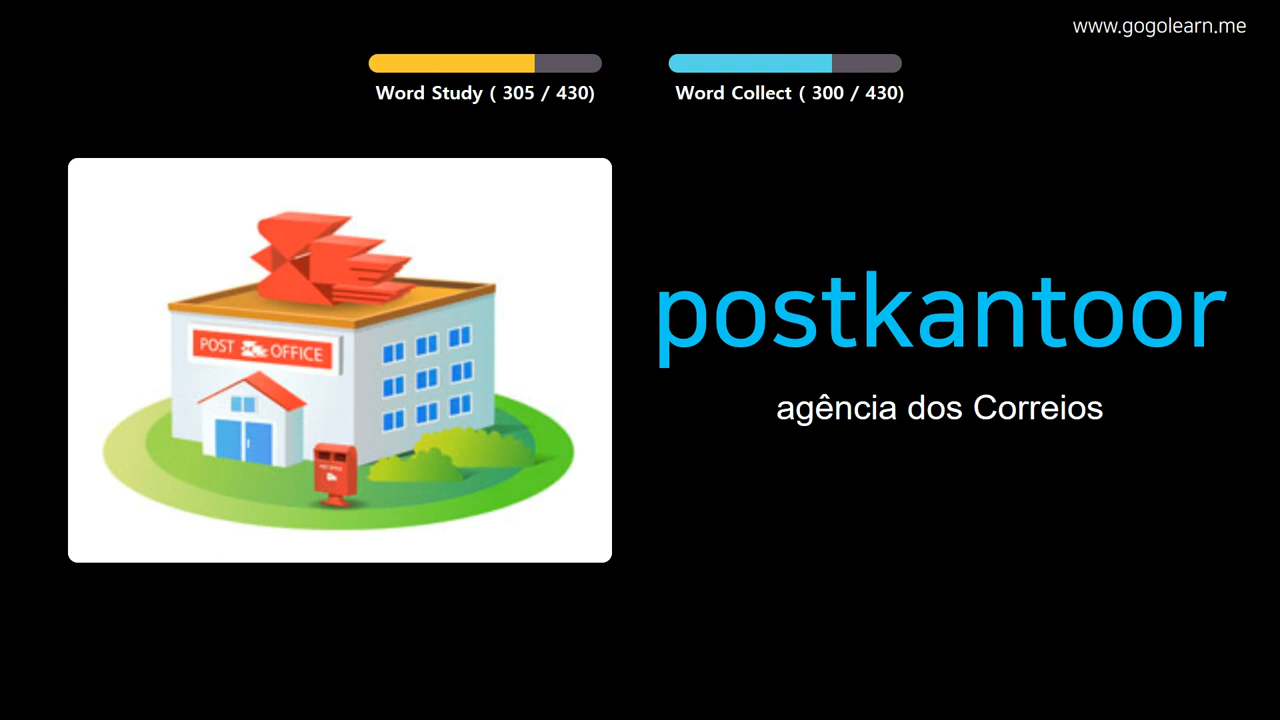 www.gogolearn.me
Word Study ( 305 / 430)
Word Collect ( 300 / 430)
POST OFFICE
postkantoor
agência dos Correios